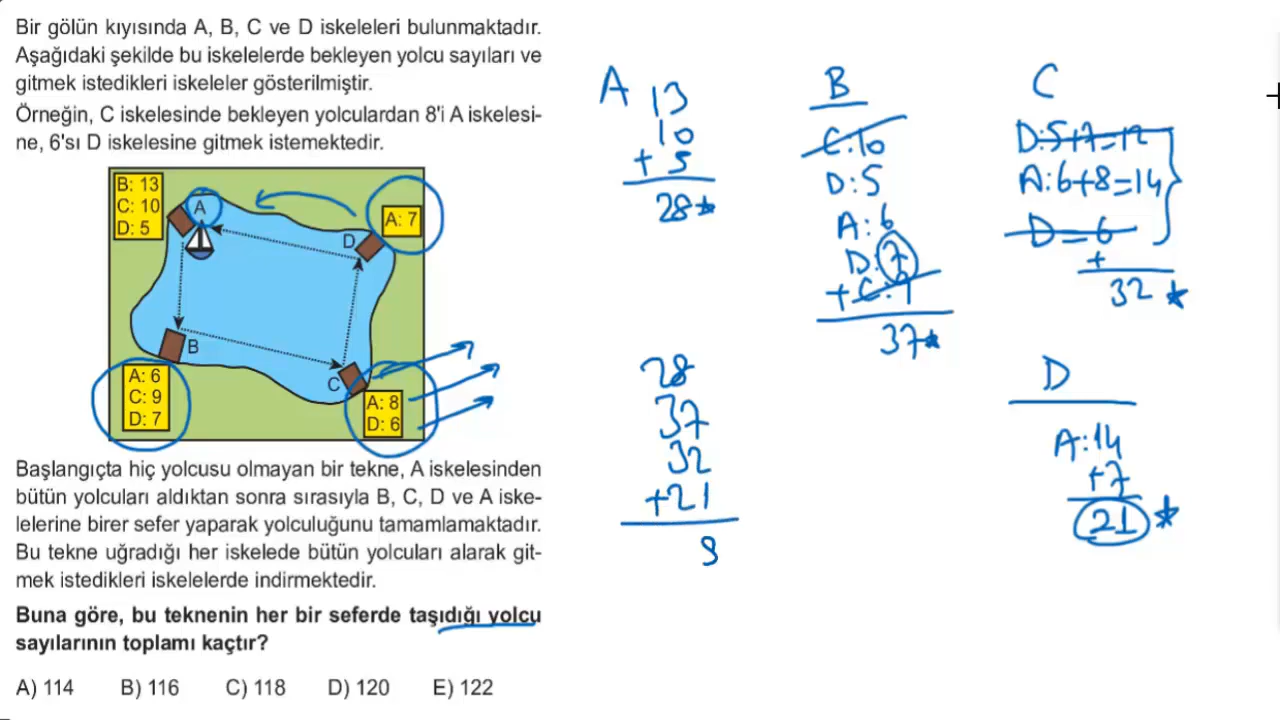 Bir gölün kıyısında A, B, C ve D iskeleleri bulunmaktadır.
Aşağıdaki şekilde bu iskelelerde bekleyen yolcu sayıları ve
gitmek istedikleri iskeleler gösterilmiştir.
Örneğin, C iskelesinde bekleyen yolculardan 8'i A iskelesi-
ne, 6'sı D iskelesine gitmek istemektedir.
B: 13
C: 10
D: 5
A
D
A: 7
B
C
A: 6
C: 9
D: 7
A: 8
D: 6
Başlangıçta hiç yolcusu olmayan bir tekne, A iskelesinden
bütün yolcuları aldıktan sonra sırasıyla B, C, D ve A iske-
lelerine birer sefer yaparak yolculuğunu tamamlamaktadır.
Bu tekne uğradığı her iskelede bütün yolcuları alarak git-
mek istedikleri iskelelerde indirmektedir.
Buna göre, bu teknenin her bir seferde taşıdığı yolcu
sayılarının toplamı kaçtır?
A) 114 B) 116 C) 118 D) 120 E) 122
A
13
10
+ 5
28
B
C:10
D:5
A:6
D:7
+ C:9
37
C
D:5+7=12
A:6+8=14
D=6
+
32
28
37
32
+21
8
D
A:14
+7
21